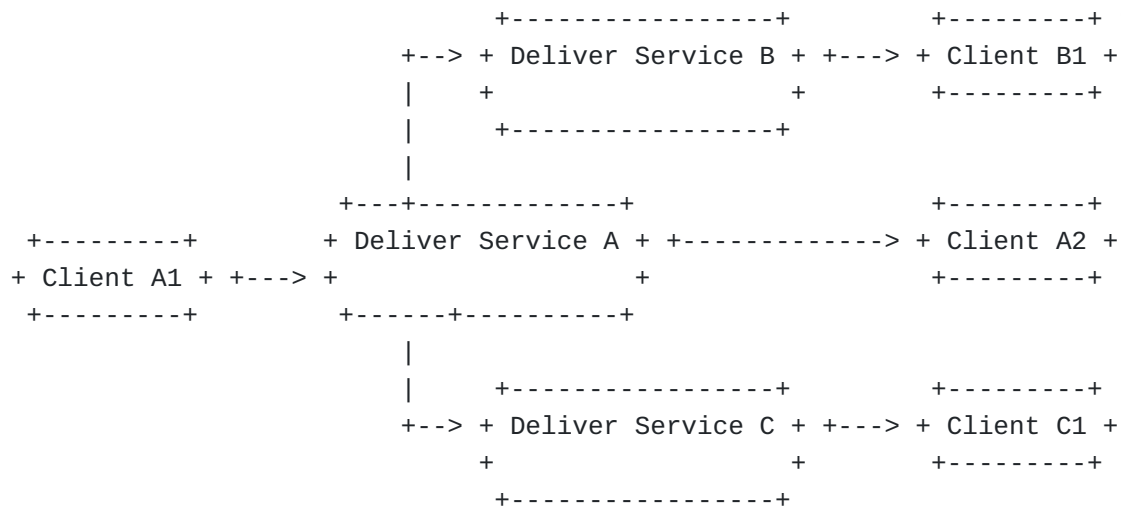 +-----------------+         +---------+
                         +--> + Deliver Service B + +---> + Client B1 +
                         |    +                   +        +---------+
                         |     +-----------------+
                         |
                     +---+-------------+                   +---------+
 +---------+        + Deliver Service A + +-------------> + Client A2 +
+ Client A1 + +---> +                   +                  +---------+
 +---------+         +------+----------+
                         |
                         |     +-----------------+         +---------+
                         +--> + Deliver Service C + +---> + Client C1 +
                              +                   +        +---------+
                               +-----------------+